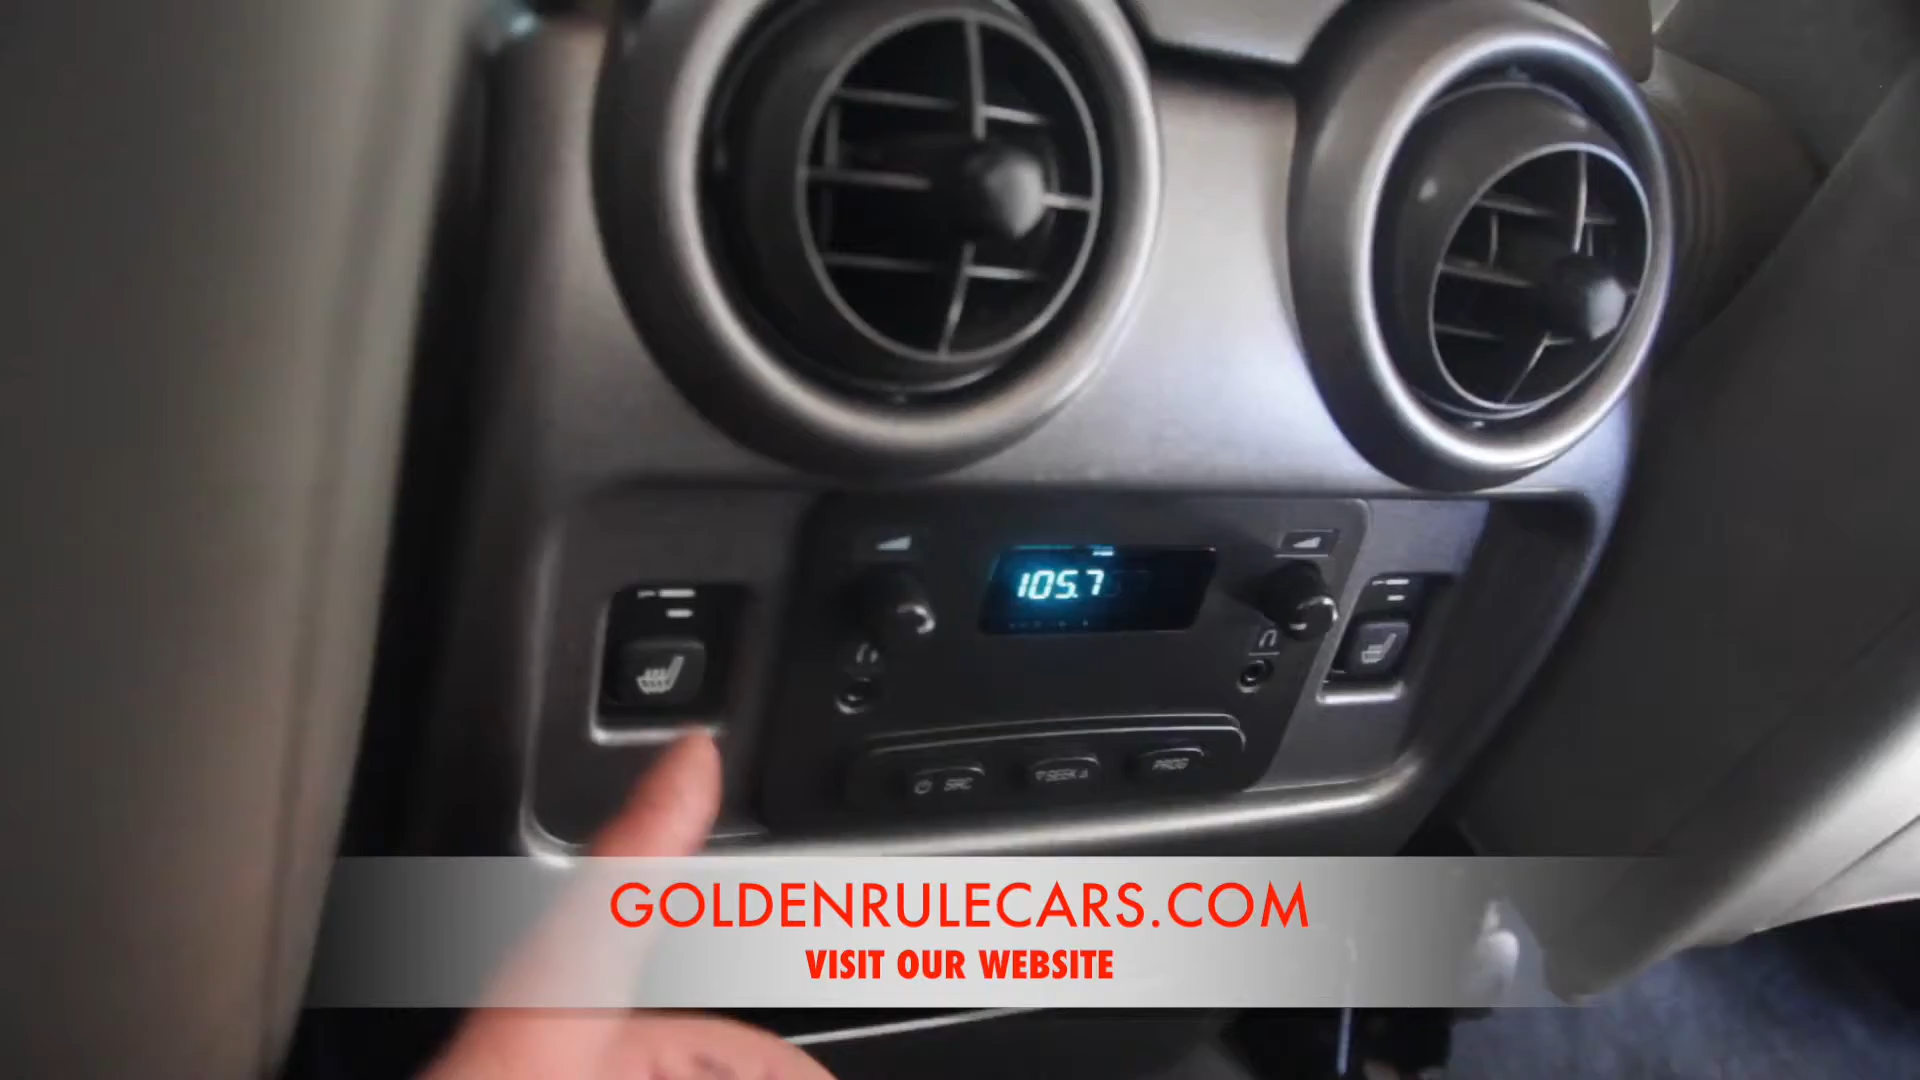 105.7
SRC
SEEK
PROG
GOLDENRULECARS.COM
VISIT OUR WEBSITE